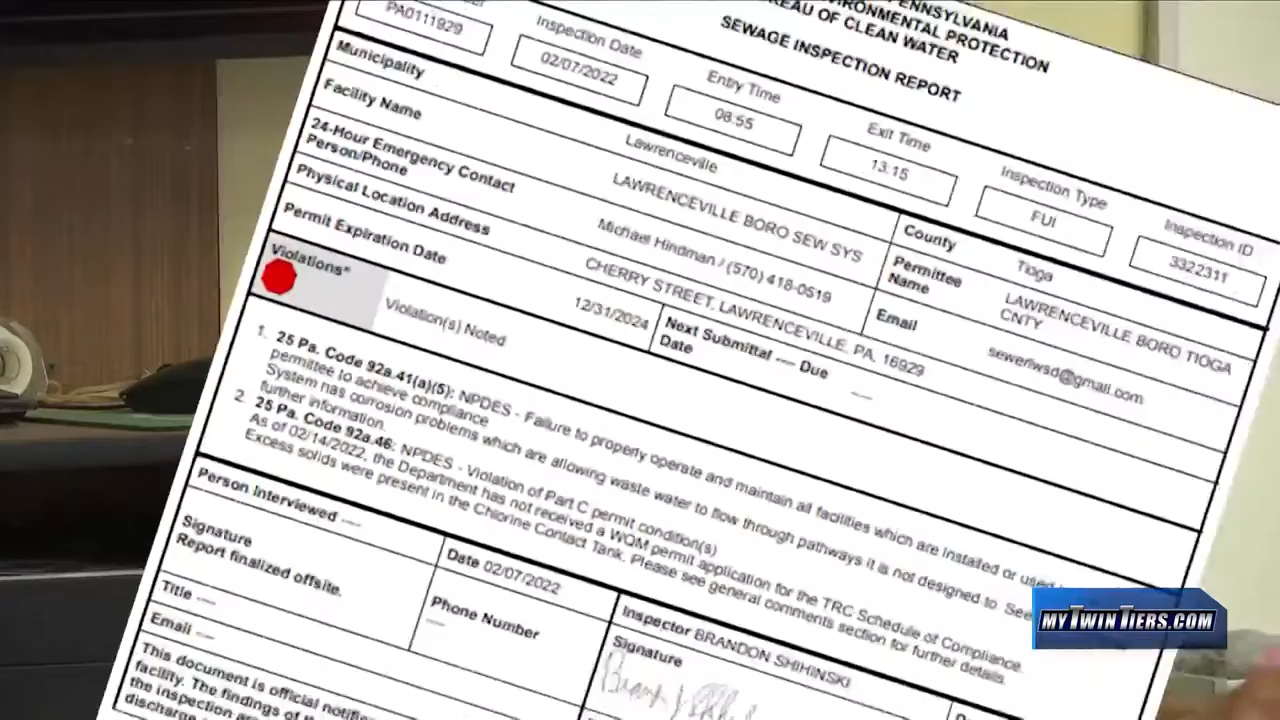 PENNSYLVANIA
ENVIRONMENTAL PROTECTION
BUREAU OF CLEAN WATER
SEWAGE INSPECTION REPORT
Inspection Date
Entry Time
Exit Time
Inspection Type
Inspection ID
PA0111929
02/07/2022
08:55
13:15
FUI
3322311
Municipality
Lawrenceville
County
Tioga
Facility Name
LAWRENCEVILLE BORO SEW SYS
Permittee
Name
LAWRENCEVILLE BORO TIOGA
CNTY
24-Hour Emergency Contact
Person/Phone
Michael Hindman / (570) 418-0519
Email
sewerlwsd@gmail.com
Physical Location Address
CHERRY STREET, LAWRENCEVILLE, PA, 16929
Permit Expiration Date
12/31/2024
Next Submittal ---- Due
Date
----
Violations*
Violation(s) Noted
1. 25 Pa. Code 92a.41(a)(5): NPDES - Failure to properly operate and maintain all facilities which are installed or used
permittee to achieve compliance
System has corrosion problems which are allowing waste water to flow through pathways it is not designed to. See
further information.
2. 25 Pa. Code 92a.46: NPDES - Violation of Part C permit condition(s)
As of 02/14/2022, the Department has not received a WQM permit application for the TRC Schedule of Compliance.
Excess solids were present in the Chlorine Contact Tank. Please see general comments section for further details.
Person Interviewed ----
Signature
Report finalized offsite.
Date 02/07/2022
Inspector BRANDON SHIHINSKI
Title ----
Phone Number
----
Signature
Email ----
This document is official
facility. The findings of
the inspection
discharge
MYTWINTIERS.COM